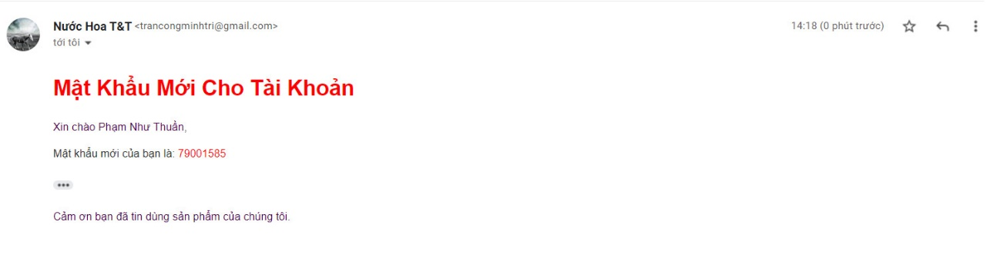 Nước Hoa T&T <trancongminhtri@gmail.com> 14:18 (0 phút trước)
tới tôi
Mật Khẩu Mới Cho Tài Khoản
Xin chào Phạm Như Thuần,
Mật khẩu mới của bạn là: 79001585
Cảm ơn bạn đã tin dùng sản phẩm của chúng tôi.